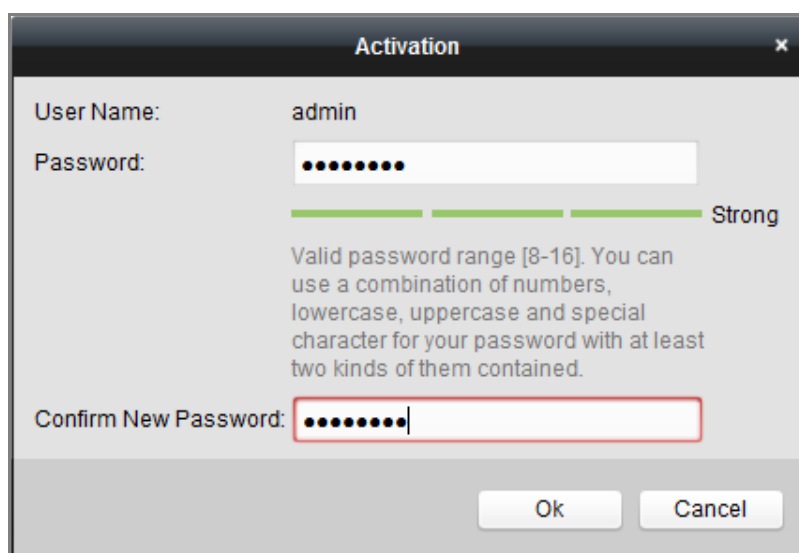 Activation
User Name: admin
Password: ●●●●●●●●
Strong
Valid password range [8-16]. You can
use a combination of numbers,
lowercase, uppercase and special
character for your password with at least
two kinds of them contained.
Confirm New Password: ●●●●●●●●
Ok Cancel